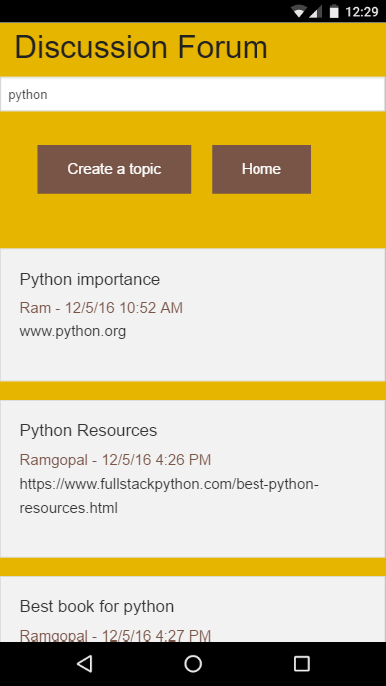 12:29
Discussion Forum
python
Create a topic
Home
Python importance
Ram - 12/5/16 10:52 AM
www.python.org
Python Resources
Ramgopal - 12/5/16 4:26 PM
https://www.fullstackpython.com/best-python-
resources.html
Best book for python
Ramgopal - 12/5/16 4:27 PM